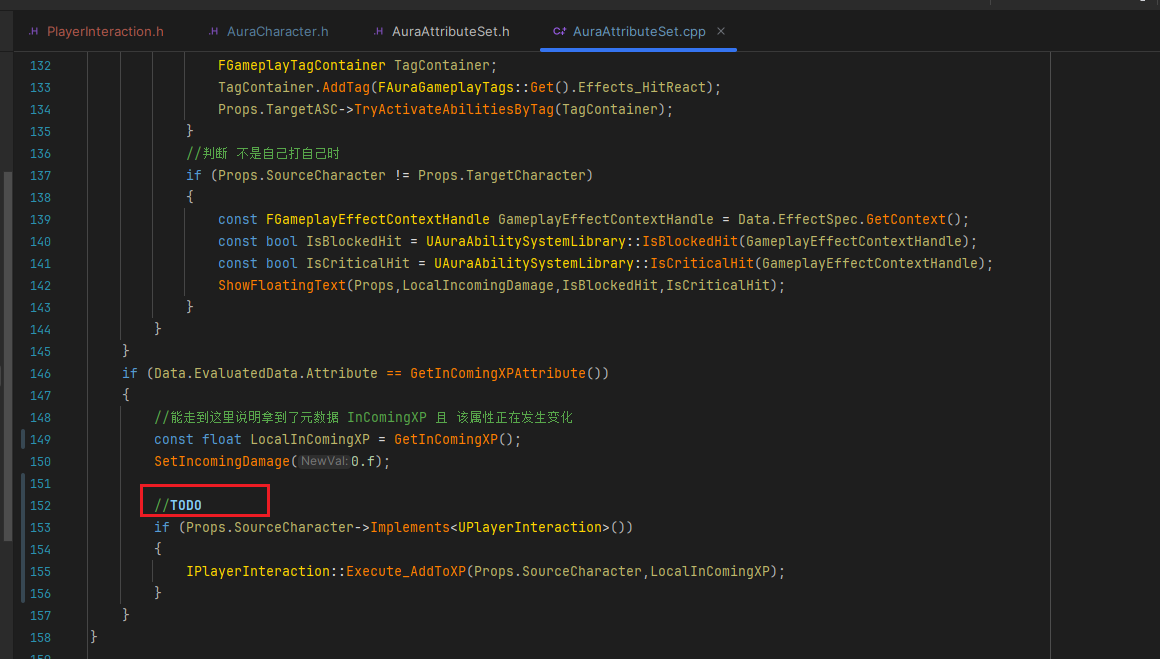 .H PlayerInteraction.h .H AuraCharacter.h .H AuraAttributeSet.h C++ AuraAttributeSet.cpp ×
132 FGameplayTagContainer TagContainer;
133 TagContainer.AddTag(FAuraGameplayTags::Get().Effects_HitReact);
134 Props.TargetASC->TryActivateAbilitiesByTag(TagContainer);
135 }
136 //判断 不是自己打自己时
137 if (Props.SourceCharacter != Props.TargetCharacter)
138 {
139 const FGameplayEffectContextHandle GameplayEffectContextHandle = Data.EffectSpec.GetContext();
140 const bool IsBlockedHit = UAuraAbilitySystemLibrary::IsBlockedHit(GameplayEffectContextHandle);
141 const bool IsCriticalHit = UAuraAbilitySystemLibrary::IsCriticalHit(GameplayEffectContextHandle);
142 ShowFloatingText(Props,LocalIncomingDamage,IsBlockedHit,IsCriticalHit);
143 }
144 }
145 }
146 if (Data.EvaluatedData.Attribute == GetInComingXPAttribute())
147 {
148 //能走到这里说明拿到了元数据 InComingXP 且 该属性正在发生变化
149 const float LocalInComingXP = GetInComingXP();
150 SetIncomingDamage(NewVal:0.f);
151
152 //TODO
153 if (Props.SourceCharacter->Implements<UPlayerInteraction>())
154 {
155 IPlayerInteraction::Execute_AddToXP(Props.SourceCharacter,LocalInComingXP);
156 }
157 }
158 }